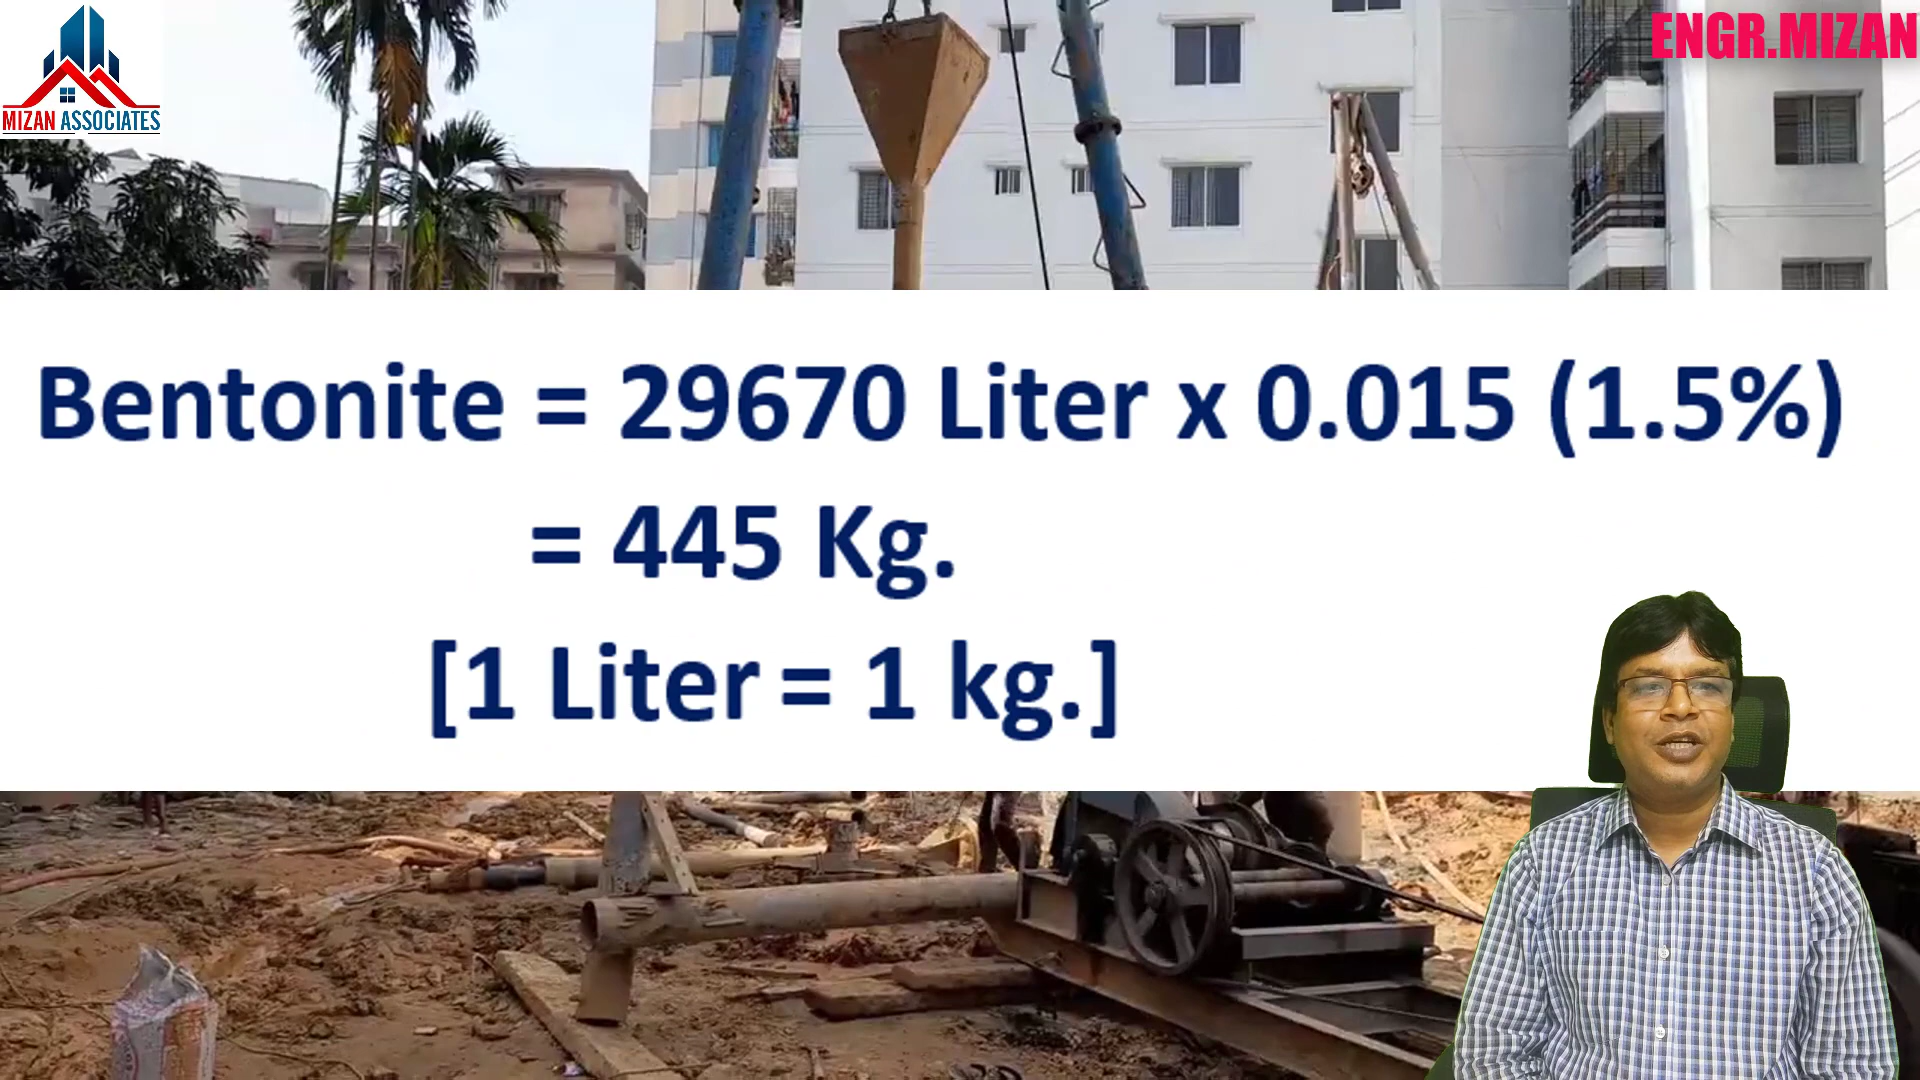 MIZAN ASSOCIATES
ENGR.MIZAN
Bentonite = 29670 Liter x 0.015 (1.5%)
= 445 Kg.
[1 Liter = 1 kg.]